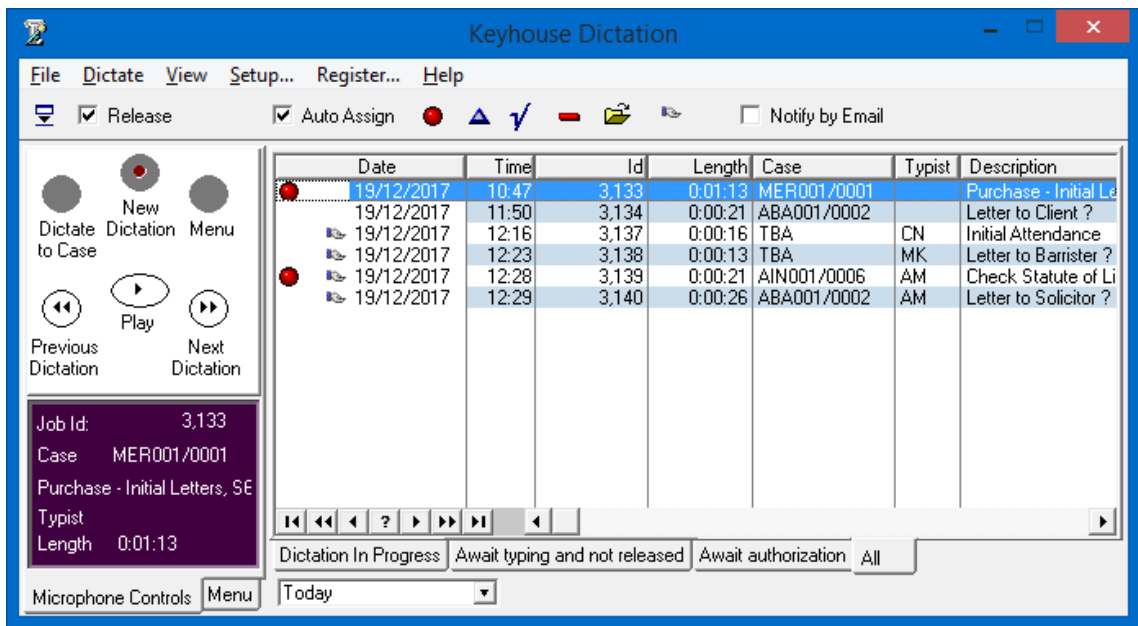 Keyhouse Dictation
File Dictate View Setup... Register... Help
Release Auto Assign Notify by Email
Dictate to Case
New Dictation
Menu
Previous Dictation
Play
Next Dictation
Date Time Id Length Case Typist Description
19/12/2017 10:47 3,133 0:01:13 MER001/0001 Purchase - Initial Le
19/12/2017 11:50 3,134 0:00:21 ABA001/0002 Letter to Client ?
19/12/2017 12:16 3,137 0:00:16 TBA CN Initial Attendance
19/12/2017 12:23 3,138 0:00:13 TBA MK Letter to Barrister ?
19/12/2017 12:28 3,139 0:00:21 AIN001/0006 AM Check Statute of Li
19/12/2017 12:29 3,140 0:00:26 ABA001/0002 AM Letter to Solicitor ?
Job Id: 3,133
Case MER001/0001
Purchase - Initial Letters, SE
Typist
Length 0:01:13
?
Dictation In Progress Await typing and not released Await authorization All
Microphone Controls Menu
Today